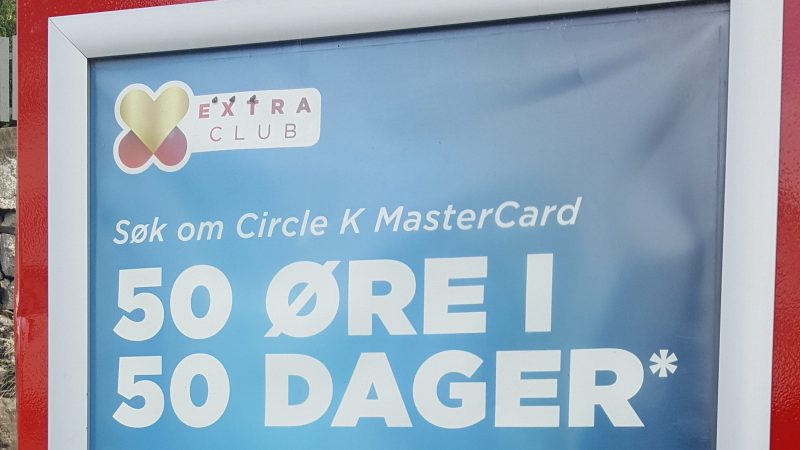 EXTRA
CLUB
Søk om Circle K MasterCard
50 ØRE I
50 DAGER*